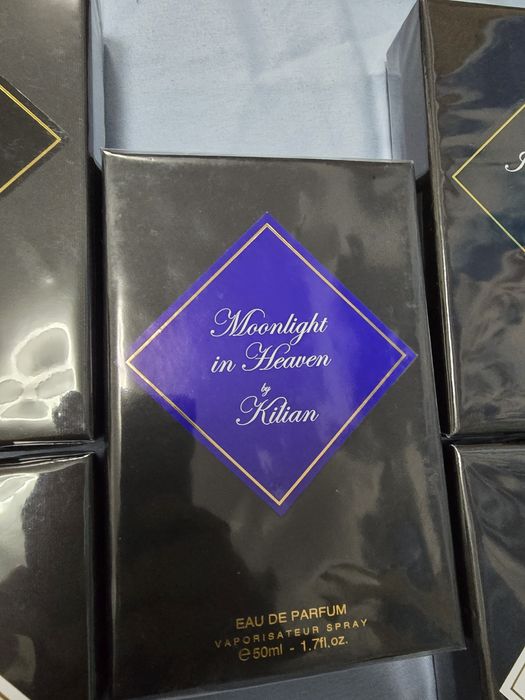 Moonlight
in Heaven
by
Kilian
EAU DE PARFUM
VAPORISATEUR SPRAY
℮50ml - 1.7fl.oz.